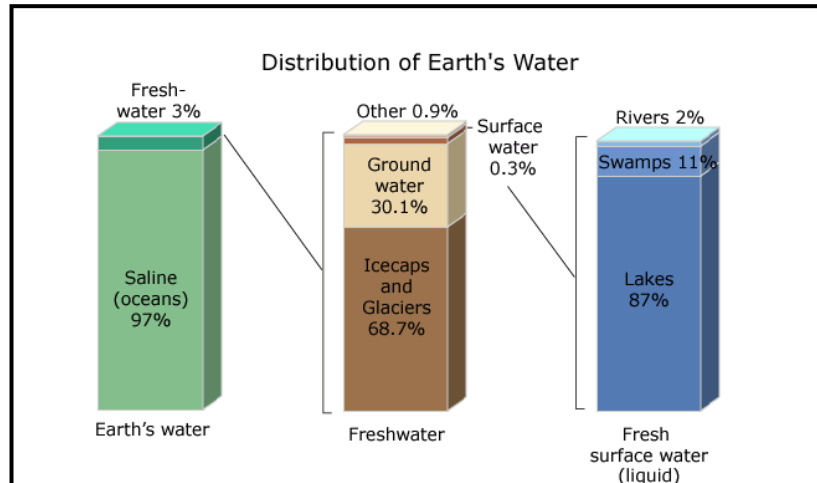 Distribution of Earth's Water
Fresh-
water 3%
Saline
(oceans)
97%
Earth's water
Other 0.9%
Surface
water
0.3%
Ground
water
30.1%
Icecaps
and
Glaciers
68.7%
Freshwater
Rivers 2%
Swamps 11%
Lakes
87%
Fresh
surface water
(liquid)